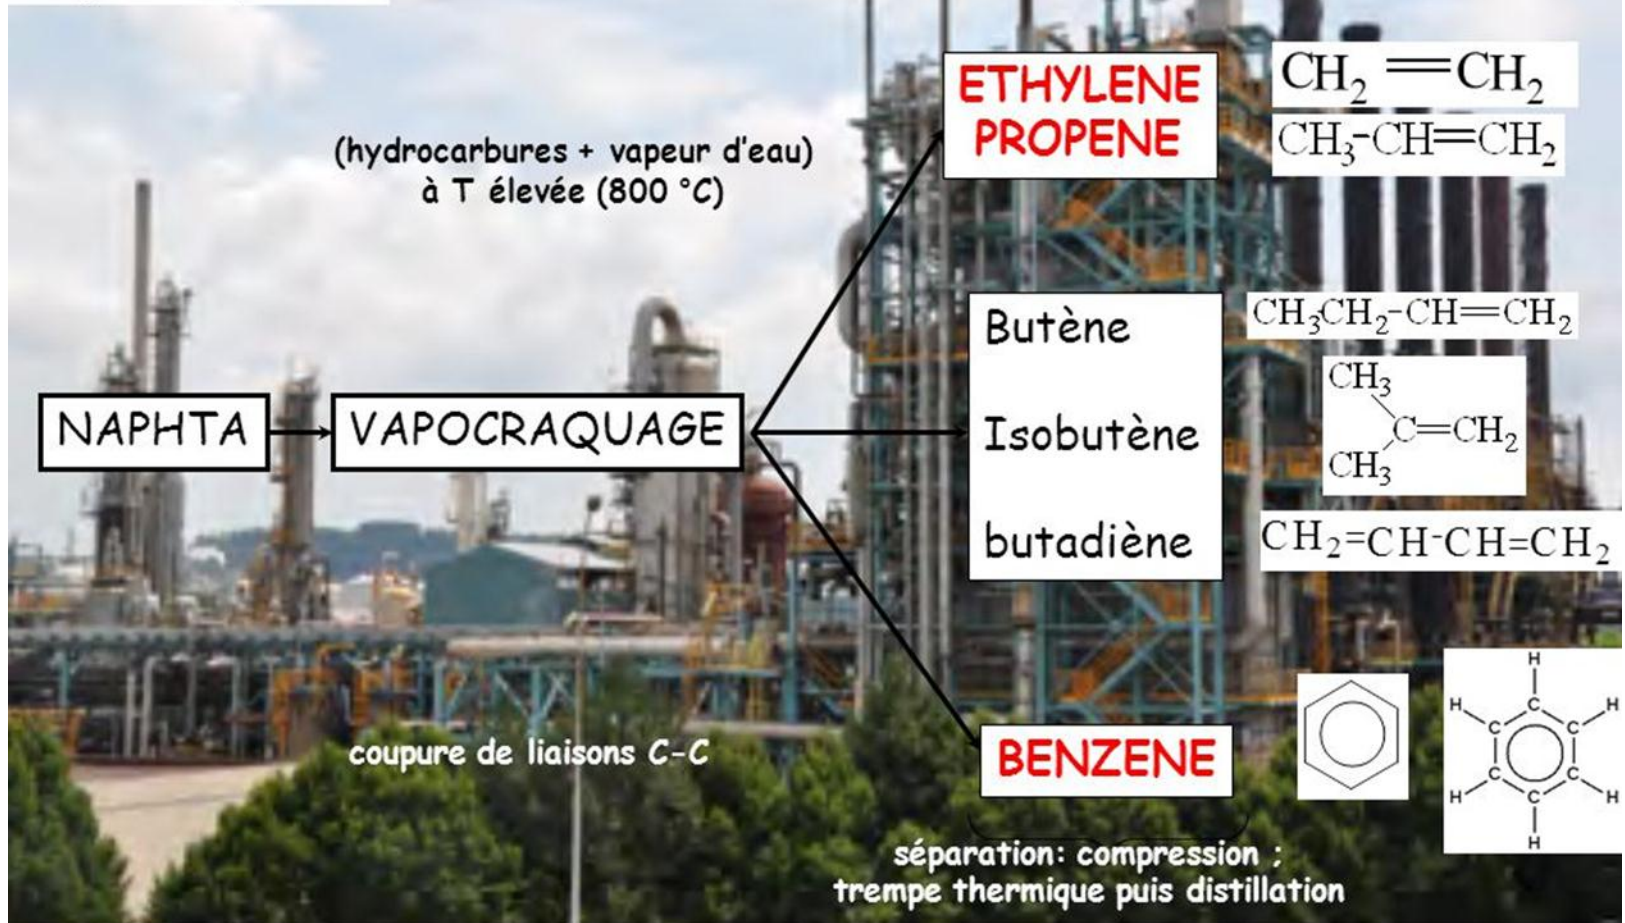 (hydrocarbures + vapeur d'eau)
à T élevée (800 °C)
NAPHTA
VAPOCRAQUAGE
coupure de liaisons C-C
ETHYLENE
PROPENE
CH₂=CH₂
CH₃-CH=CH₂
Butène
CH₃CH₂-CH=CH₂
Isobutène
CH₃
C=CH₂
CH₃
butadiène
CH₂=CH-CH=CH₂
BENZENE
H
H C H
C C
C C
H C H
H
séparation: compression ;
trempe thermique puis distillation